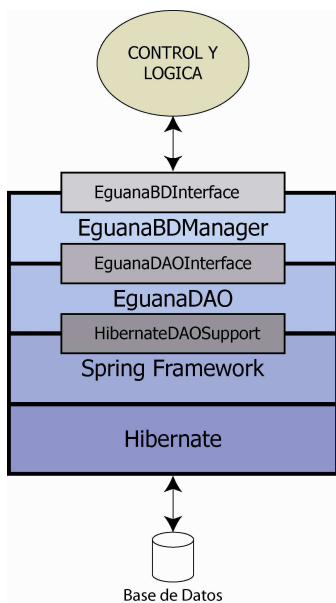 CONTROL Y
LOGICA
EguanaBDInterface
EguanaBDManager
EguanaDAOInterface
EguanaDAO
HibernateDAOSupport
Spring Framework
Hibernate
Base de Datos